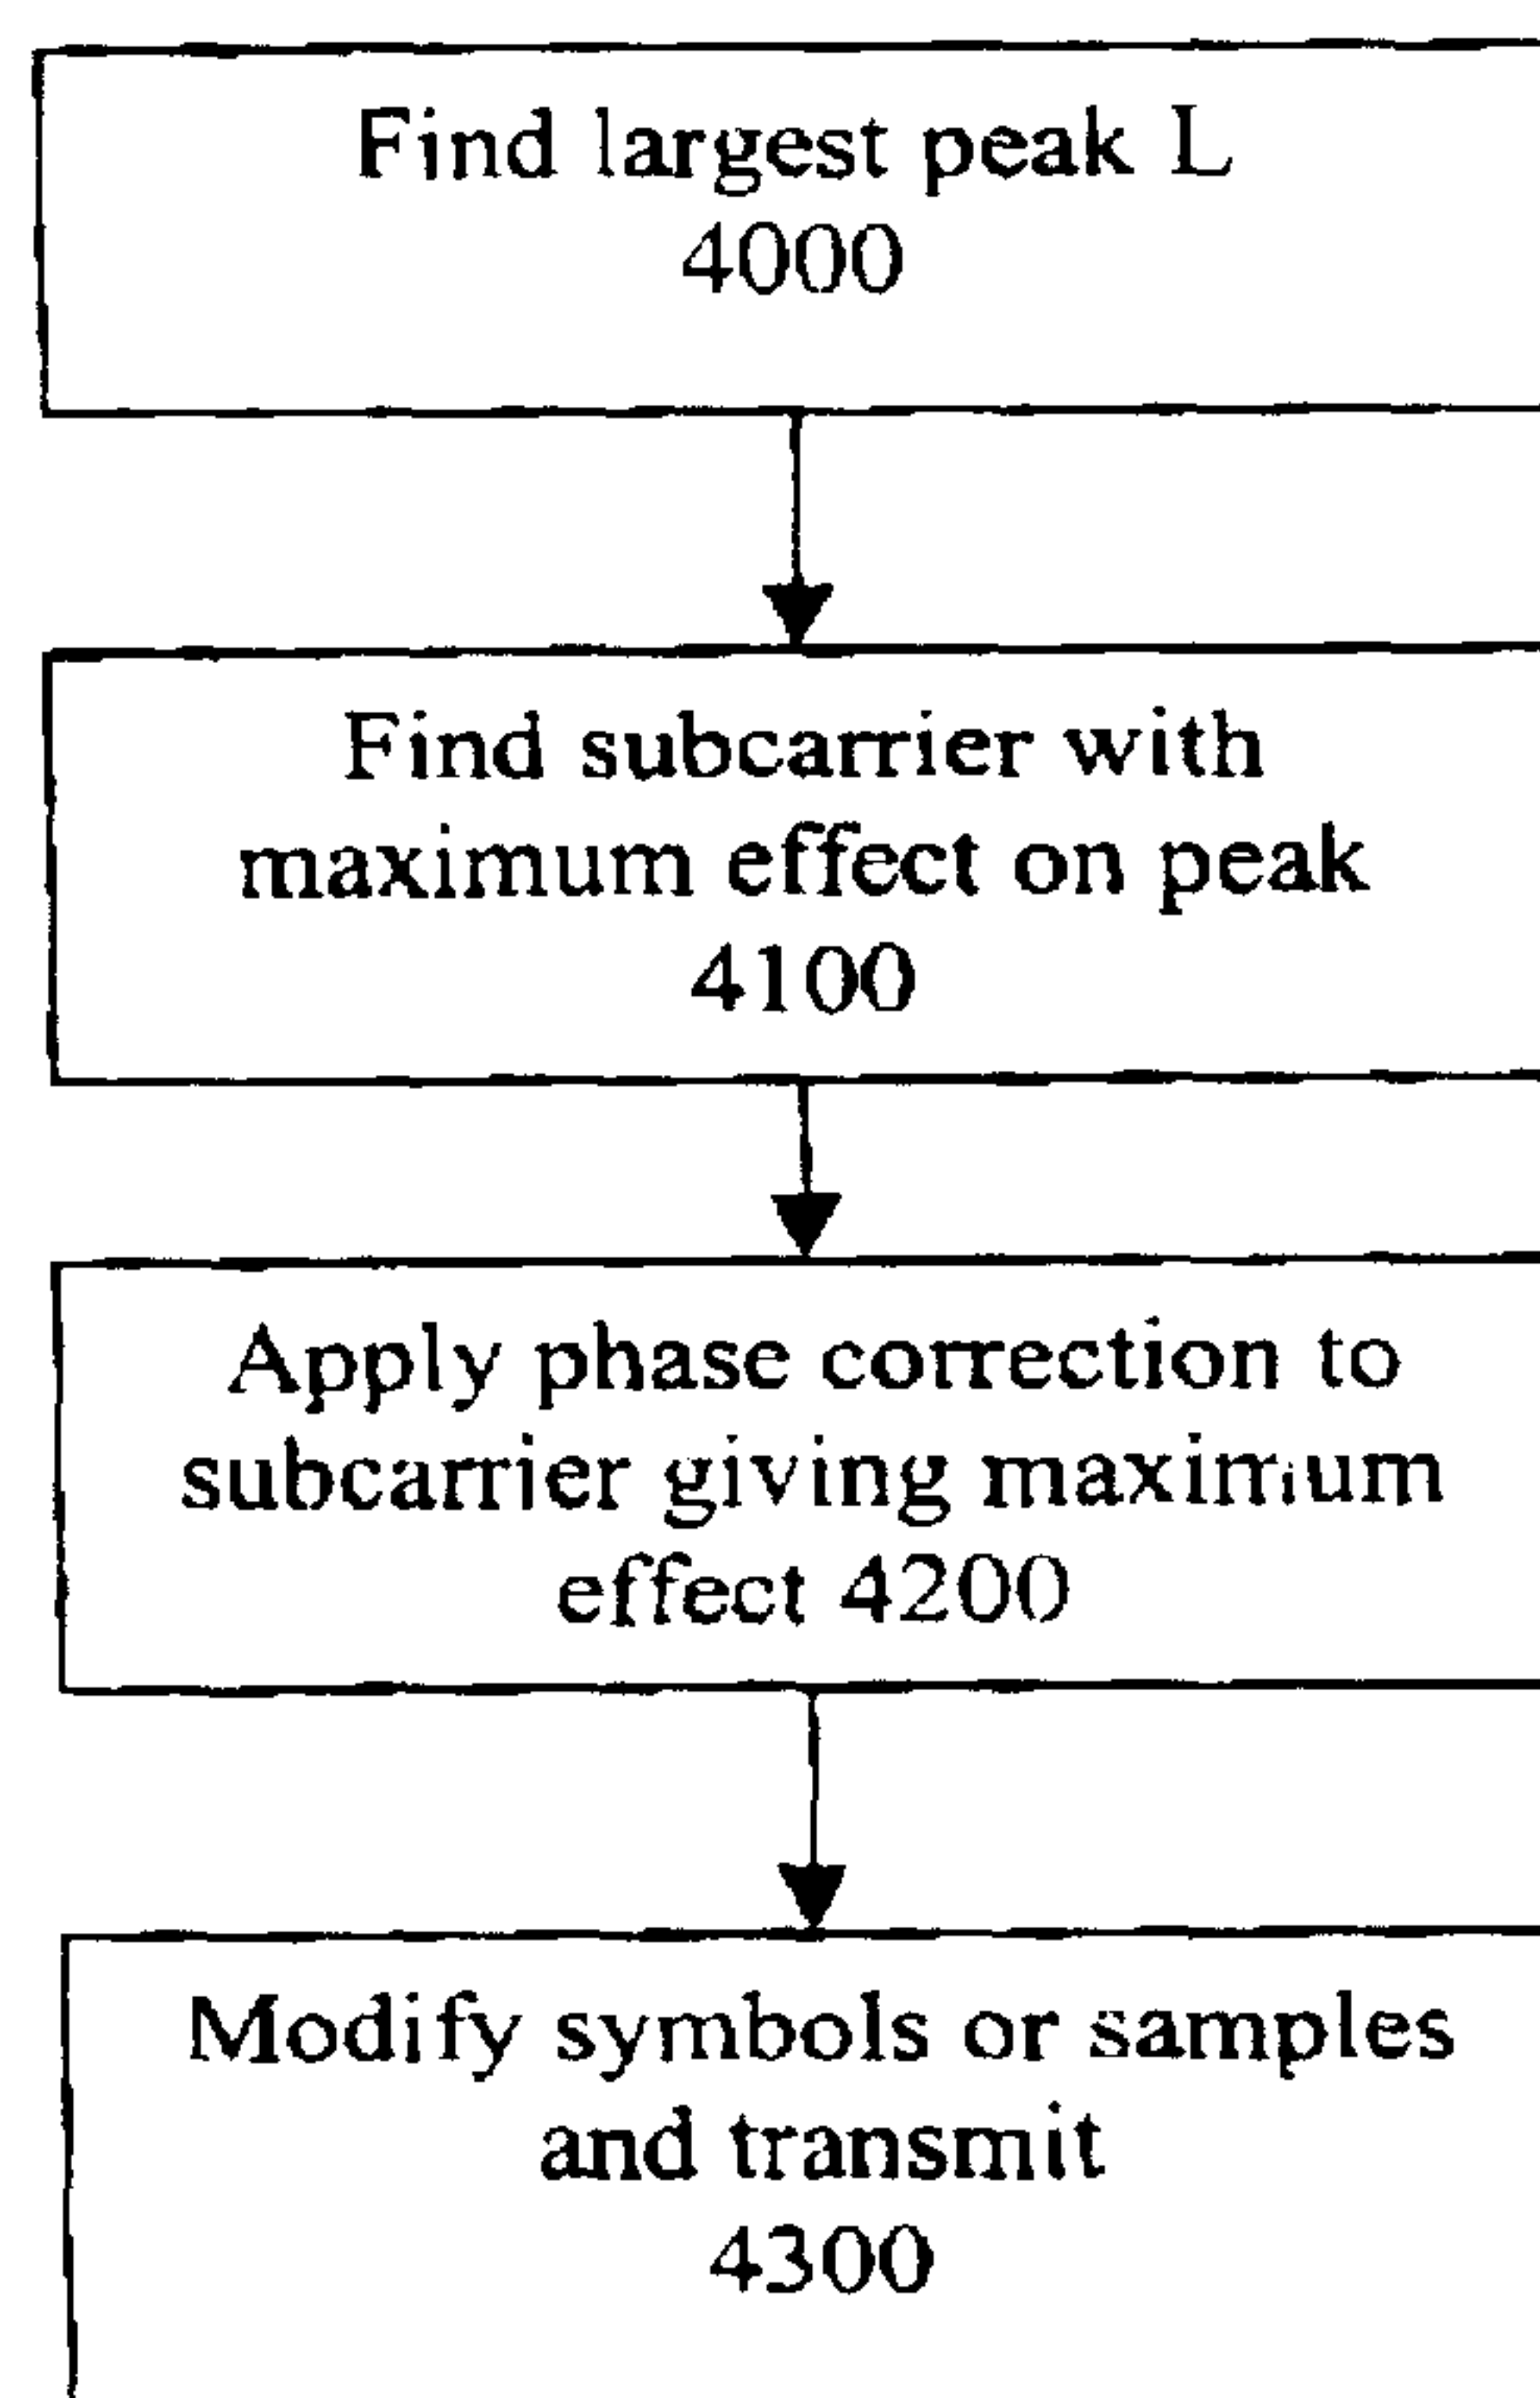 Find largest peak L
4000
Find subcarrier with
maximum effect on peak
4100
Apply phase correction to
subcarrier giving maximum
effect 4200
Modify symbols or samples
and transmit
4300